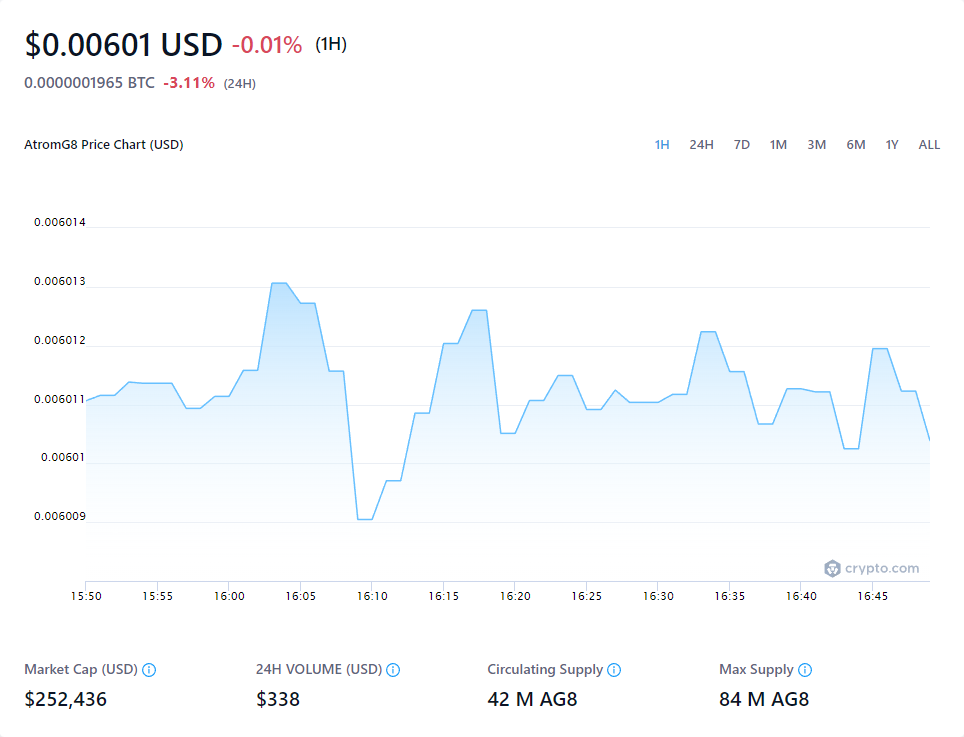 $0.00601 USD -0.01% (1H)
0.0000001965 BTC -3.11% (24H)
AtromG8 Price Chart (USD) 1H 24H 7D 1M 3M 6M 1Y ALL
0.006014
0.006013
0.006012
0.006011
0.00601
0.006009
crypto.com
15:50 15:55 16:00 16:05 16:10 16:15 16:20 16:25 16:30 16:35 16:40 16:45
Market Cap (USD) 24H VOLUME (USD) Circulating Supply Max Supply
$252,436 $338 42 M AG8 84 M AG8